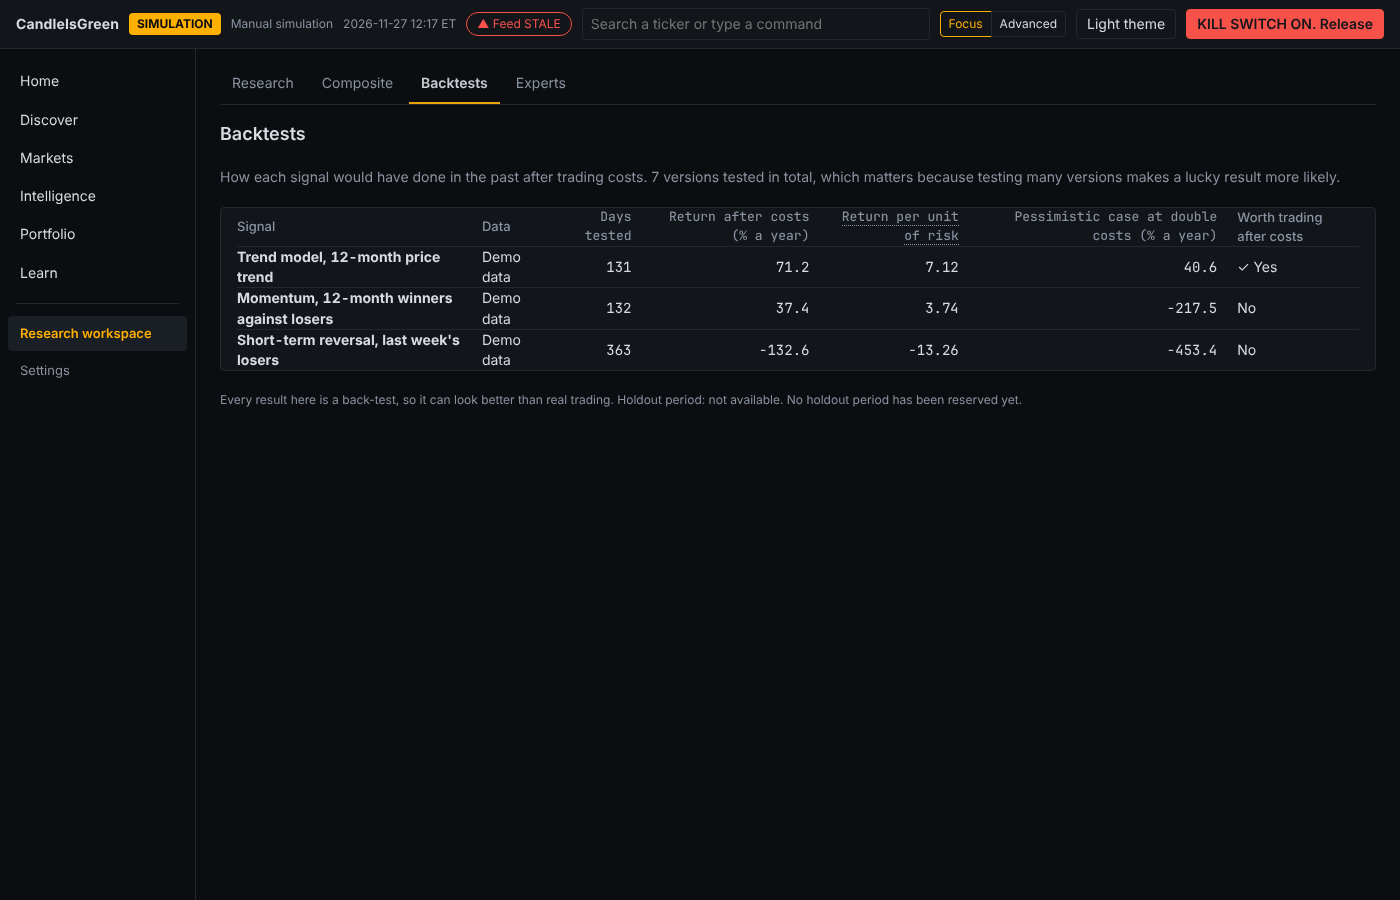 CandleIsGreen SIMULATION Manual simulation 2026-11-27 12:17 ET ▲ Feed STALE Search a ticker or type a command Focus Advanced Light theme KILL SWITCH ON. Release
Home
Discover
Markets
Intelligence
Portfolio
Learn
Research workspace
Settings
Research Composite Backtests Experts
Backtests
How each signal would have done in the past after trading costs. 7 versions tested in total, which matters because testing many versions makes a lucky result more likely.
Signal Data Days tested Return after costs (% a year) Return per unit of risk Pessimistic case at double costs (% a year) Worth trading after costs
Trend model, 12-month price trend Demo data 131 71.2 7.12 40.6 ✓ Yes
Momentum, 12-month winners against losers Demo data 132 37.4 3.74 -217.5 No
Short-term reversal, last week's losers Demo data 363 -132.6 -13.26 -453.4 No
Every result here is a back-test, so it can look better than real trading. Holdout period: not available. No holdout period has been reserved yet.